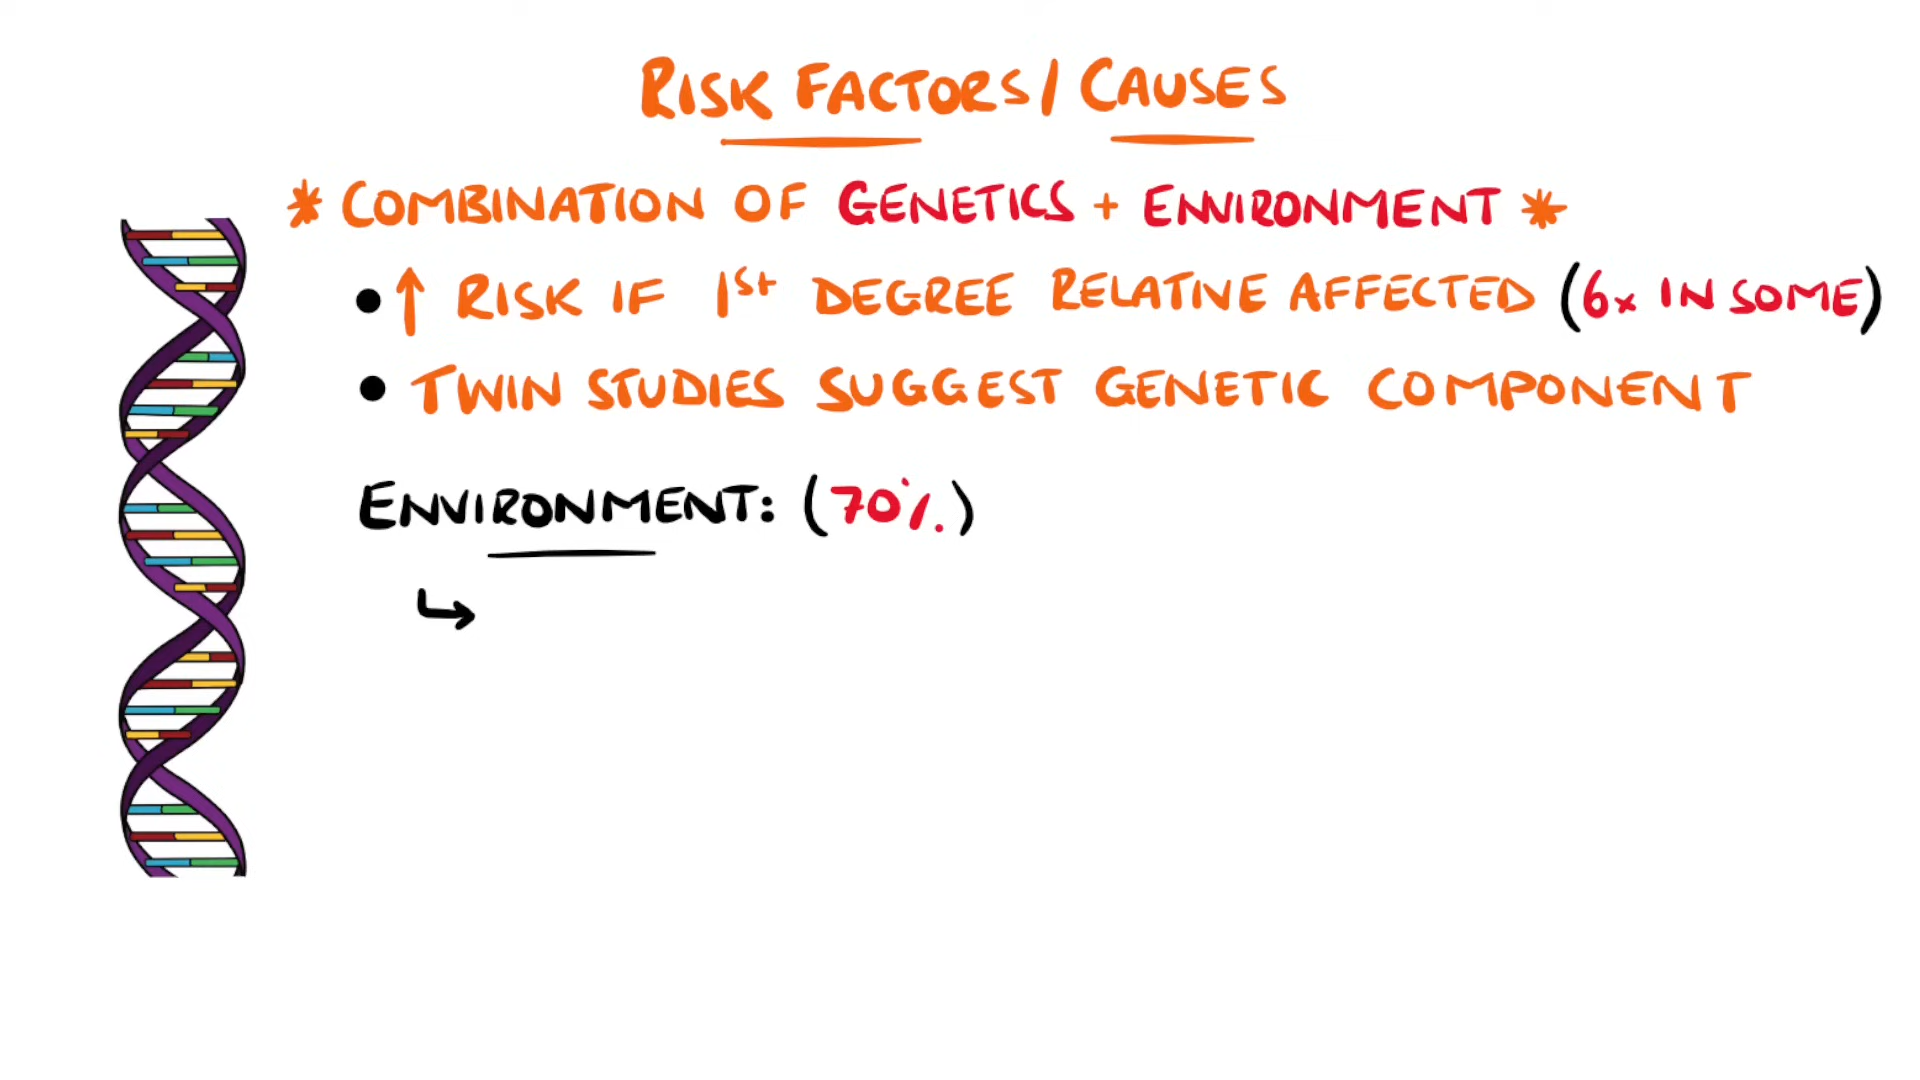 RISK FACTORS/CAUSES
* COMBINATION OF GENETICS + ENVIRONMENT *
• ↑ RISK IF 1st DEGREE RELATIVE AFFECTED (6x IN SOME)
• TWIN STUDIES SUGGEST GENETIC COMPONENT
ENVIRONMENT: (70%)
↳